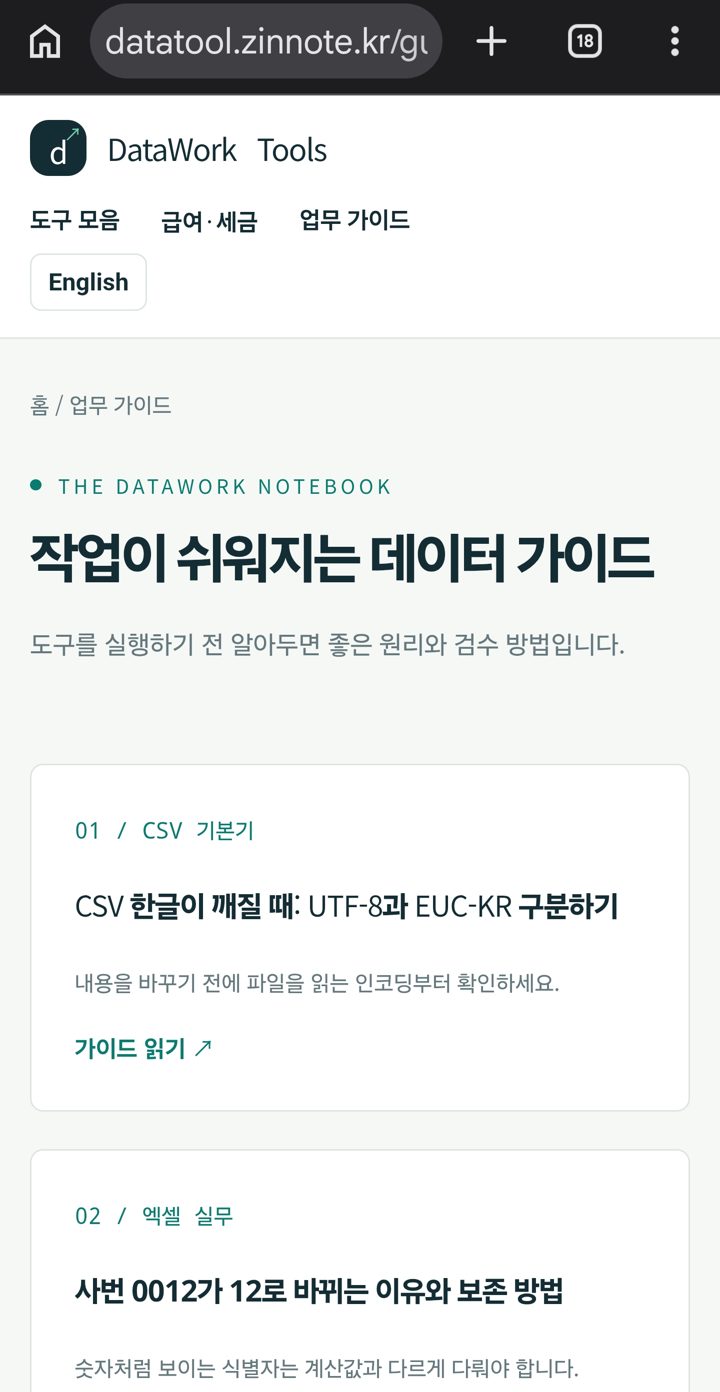 datatool.zinnote.kr/gu
18
d
DataWork Tools
도구 모음 급여·세금 업무 가이드
English
홈 / 업무 가이드
THE DATAWORK NOTEBOOK
작업이 쉬워지는 데이터 가이드
도구를 실행하기 전 알아두면 좋은 원리와 검수 방법입니다.
01 / CSV 기본기
CSV 한글이 깨질 때: UTF-8과 EUC-KR 구분하기
내용을 바꾸기 전에 파일을 읽는 인코딩부터 확인하세요.
가이드 읽기 ↗
02 / 엑셀 실무
사번 0012가 12로 바뀌는 이유와 보존 방법
숫자처럼 보이는 식별자는 계산값과 다르게 다뤄야 합니다.